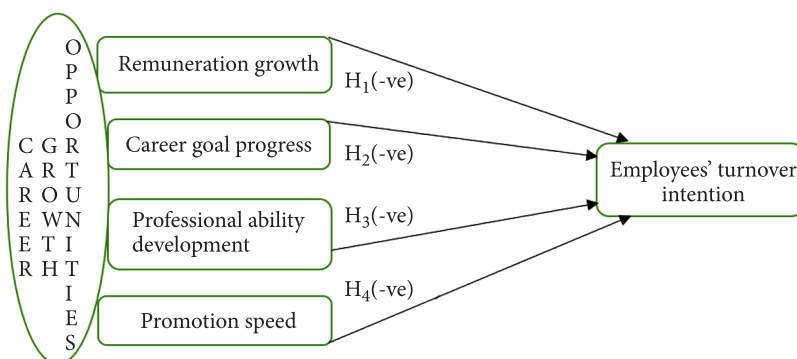 CAREER
GROWTH
OPPORTUNITIES
Remuneration growth
H₁(-ve)
Career goal progress
H₂(-ve)
Professional ability
development
H₃(-ve)
Promotion speed
H₄(-ve)
Employees’ turnover
intention